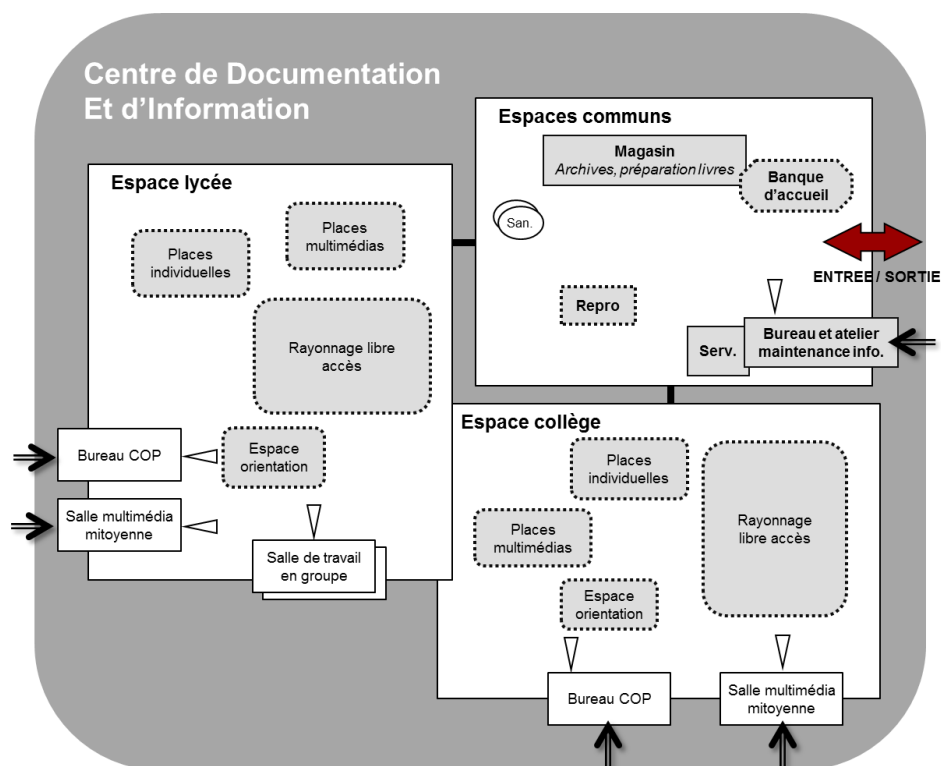 Centre de Documentation
Et d'Information
Espaces communs
Magasin
Archives, préparation livres
Banque
d'accueil
San.
ENTREE / SORTIE
Repro
Serv.
Bureau et atelier
maintenance info.
Espace lycée
Places
individuelles
Places
multimédias
Rayonnage libre
accès
Espace
orientation
Bureau COP
Salle multimédia
mitoyenne
Salle de travail
en groupe
Espace collège
Places
individuelles
Places
multimédias
Rayonnage
libre accès
Espace
orientation
Bureau COP
Salle multimédia
mitoyenne